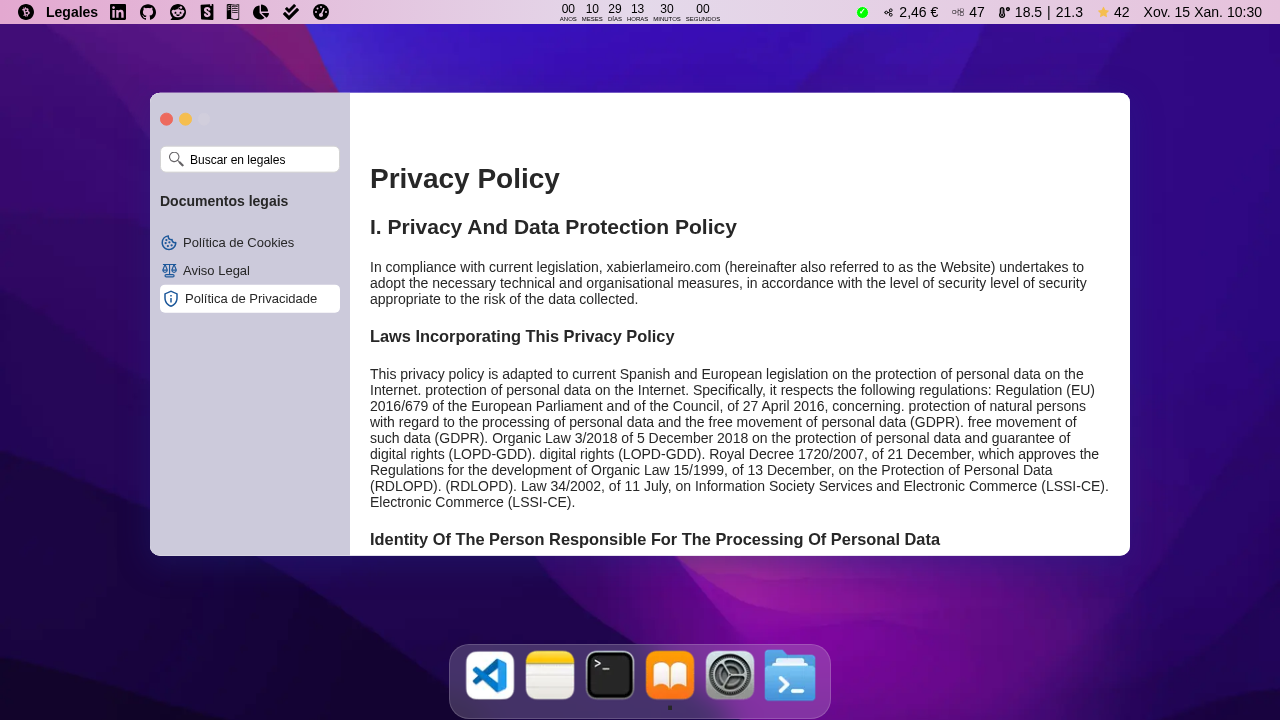 Legales
00 10 29 13 30 00
ANOS MESES DÍAS HORAS MINUTOS SEGUNDOS
2,46 € 47 18.5 | 21.3 42 Xov. 15 Xan. 10:30
Buscar en legales
Documentos legais
Política de Cookies
Aviso Legal
Política de Privacidade
Privacy Policy
I. Privacy And Data Protection Policy
In compliance with current legislation, xabierlameiro.com (hereinafter also referred to as the Website) undertakes to
adopt the necessary technical and organisational measures, in accordance with the level of security level of security
appropriate to the risk of the data collected.
Laws Incorporating This Privacy Policy
This privacy policy is adapted to current Spanish and European legislation on the protection of personal data on the
Internet. protection of personal data on the Internet. Specifically, it respects the following regulations: Regulation (EU)
2016/679 of the European Parliament and of the Council, of 27 April 2016, concerning. protection of natural persons
with regard to the processing of personal data and the free movement of personal data (GDPR). free movement of
such data (GDPR). Organic Law 3/2018 of 5 December 2018 on the protection of personal data and guarantee of
digital rights (LOPD-GDD). digital rights (LOPD-GDD). Royal Decree 1720/2007, of 21 December, which approves the
Regulations for the development of Organic Law 15/1999, of 13 December, on the Protection of Personal Data
(RDLOPD). (RDLOPD). Law 34/2002, of 11 July, on Information Society Services and Electronic Commerce (LSSI-CE).
Electronic Commerce (LSSI-CE).
Identity Of The Person Responsible For The Processing Of Personal Data